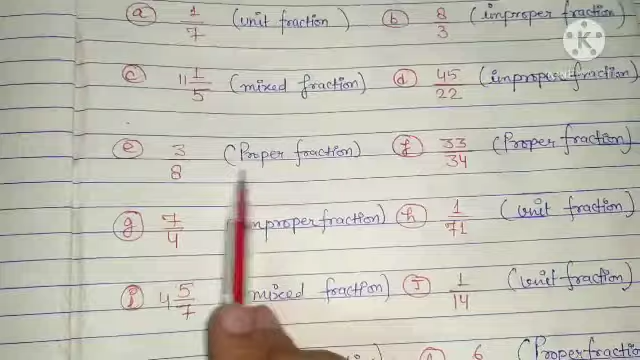 (a) 1/7 (unit fraction) (b) 8/3 (improper fraction)
(c) 11 1/5 (mixed fraction) (d) 45/22 (improper fraction)
(e) 3/8 (Proper fraction) (f) 33/34 (Proper fraction)
(g) 7/4 improper fraction) (h) 1/71 (unit fraction)
4 5/7 (mixed fraction) (J) 1/14 (unit fraction)
6 (Proper fraction)